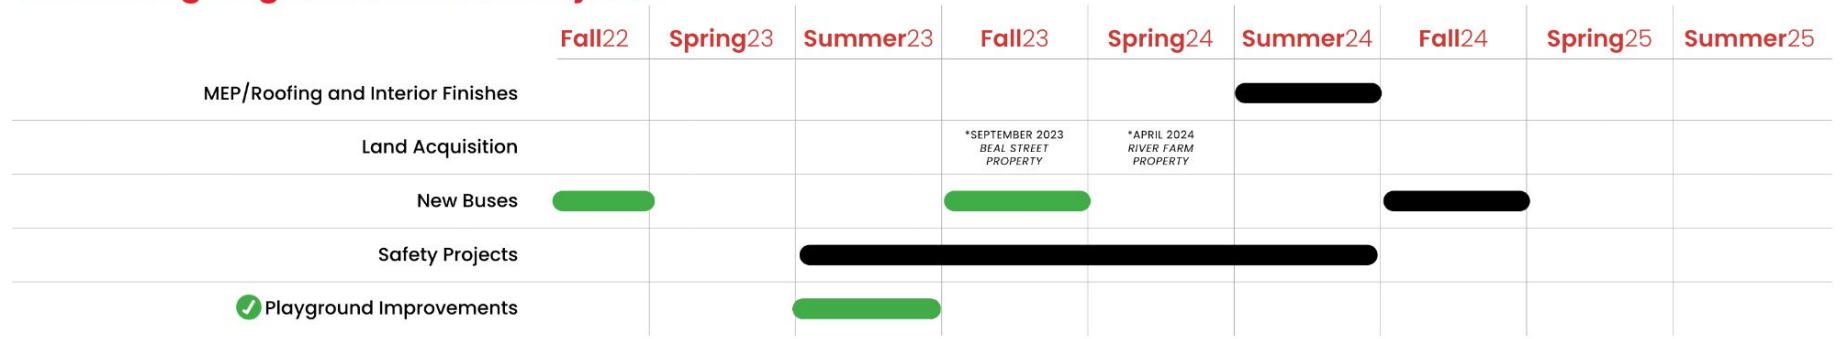 Fall22 Spring23 Summer23 Fall23 Spring24 Summer24 Fall24 Spring25 Summer25
MEP/Roofing and Interior Finishes
Land Acquisition
*SEPTEMBER 2023
BEAL STREET
PROPERTY
*APRIL 2024
RIVER FARM
PROPERTY
New Buses
Safety Projects
Playground Improvements